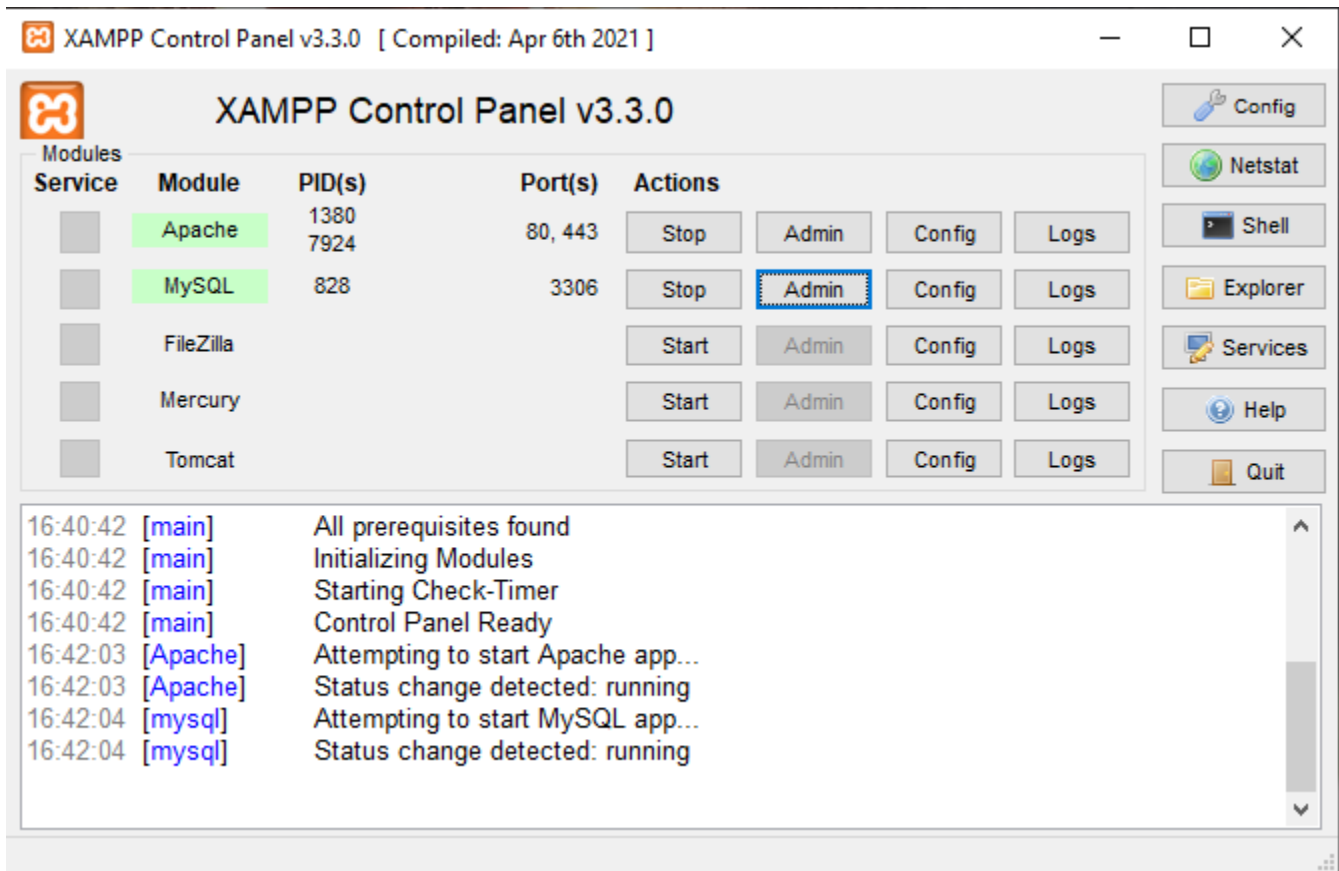 XAMPP Control Panel v3.3.0 [ Compiled: Apr 6th 2021 ]
XAMPP Control Panel v3.3.0
Config
Netstat
Shell
Explorer
Services
Help
Quit
Modules
Service Module PID(s) Port(s) Actions
Apache 1380 7924 80, 443 Stop Admin Config Logs
MySQL 828 3306 Stop Admin Config Logs
FileZilla Start Admin Config Logs
Mercury Start Admin Config Logs
Tomcat Start Admin Config Logs
16:40:42 [main] All prerequisites found
16:40:42 [main] Initializing Modules
16:40:42 [main] Starting Check-Timer
16:40:42 [main] Control Panel Ready
16:42:03 [Apache] Attempting to start Apache app...
16:42:03 [Apache] Status change detected: running
16:42:04 [mysql] Attempting to start MySQL app...
16:42:04 [mysql] Status change detected: running